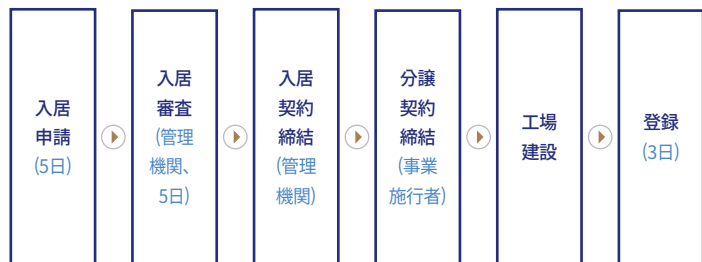 入居
申請
(5日)
入居
審査
(管理
機関、
5日)
入居
契約
締結
(管理
機関)
分譲
契約
締結
(事業
施行者)
工場
建設
登録
(3日)